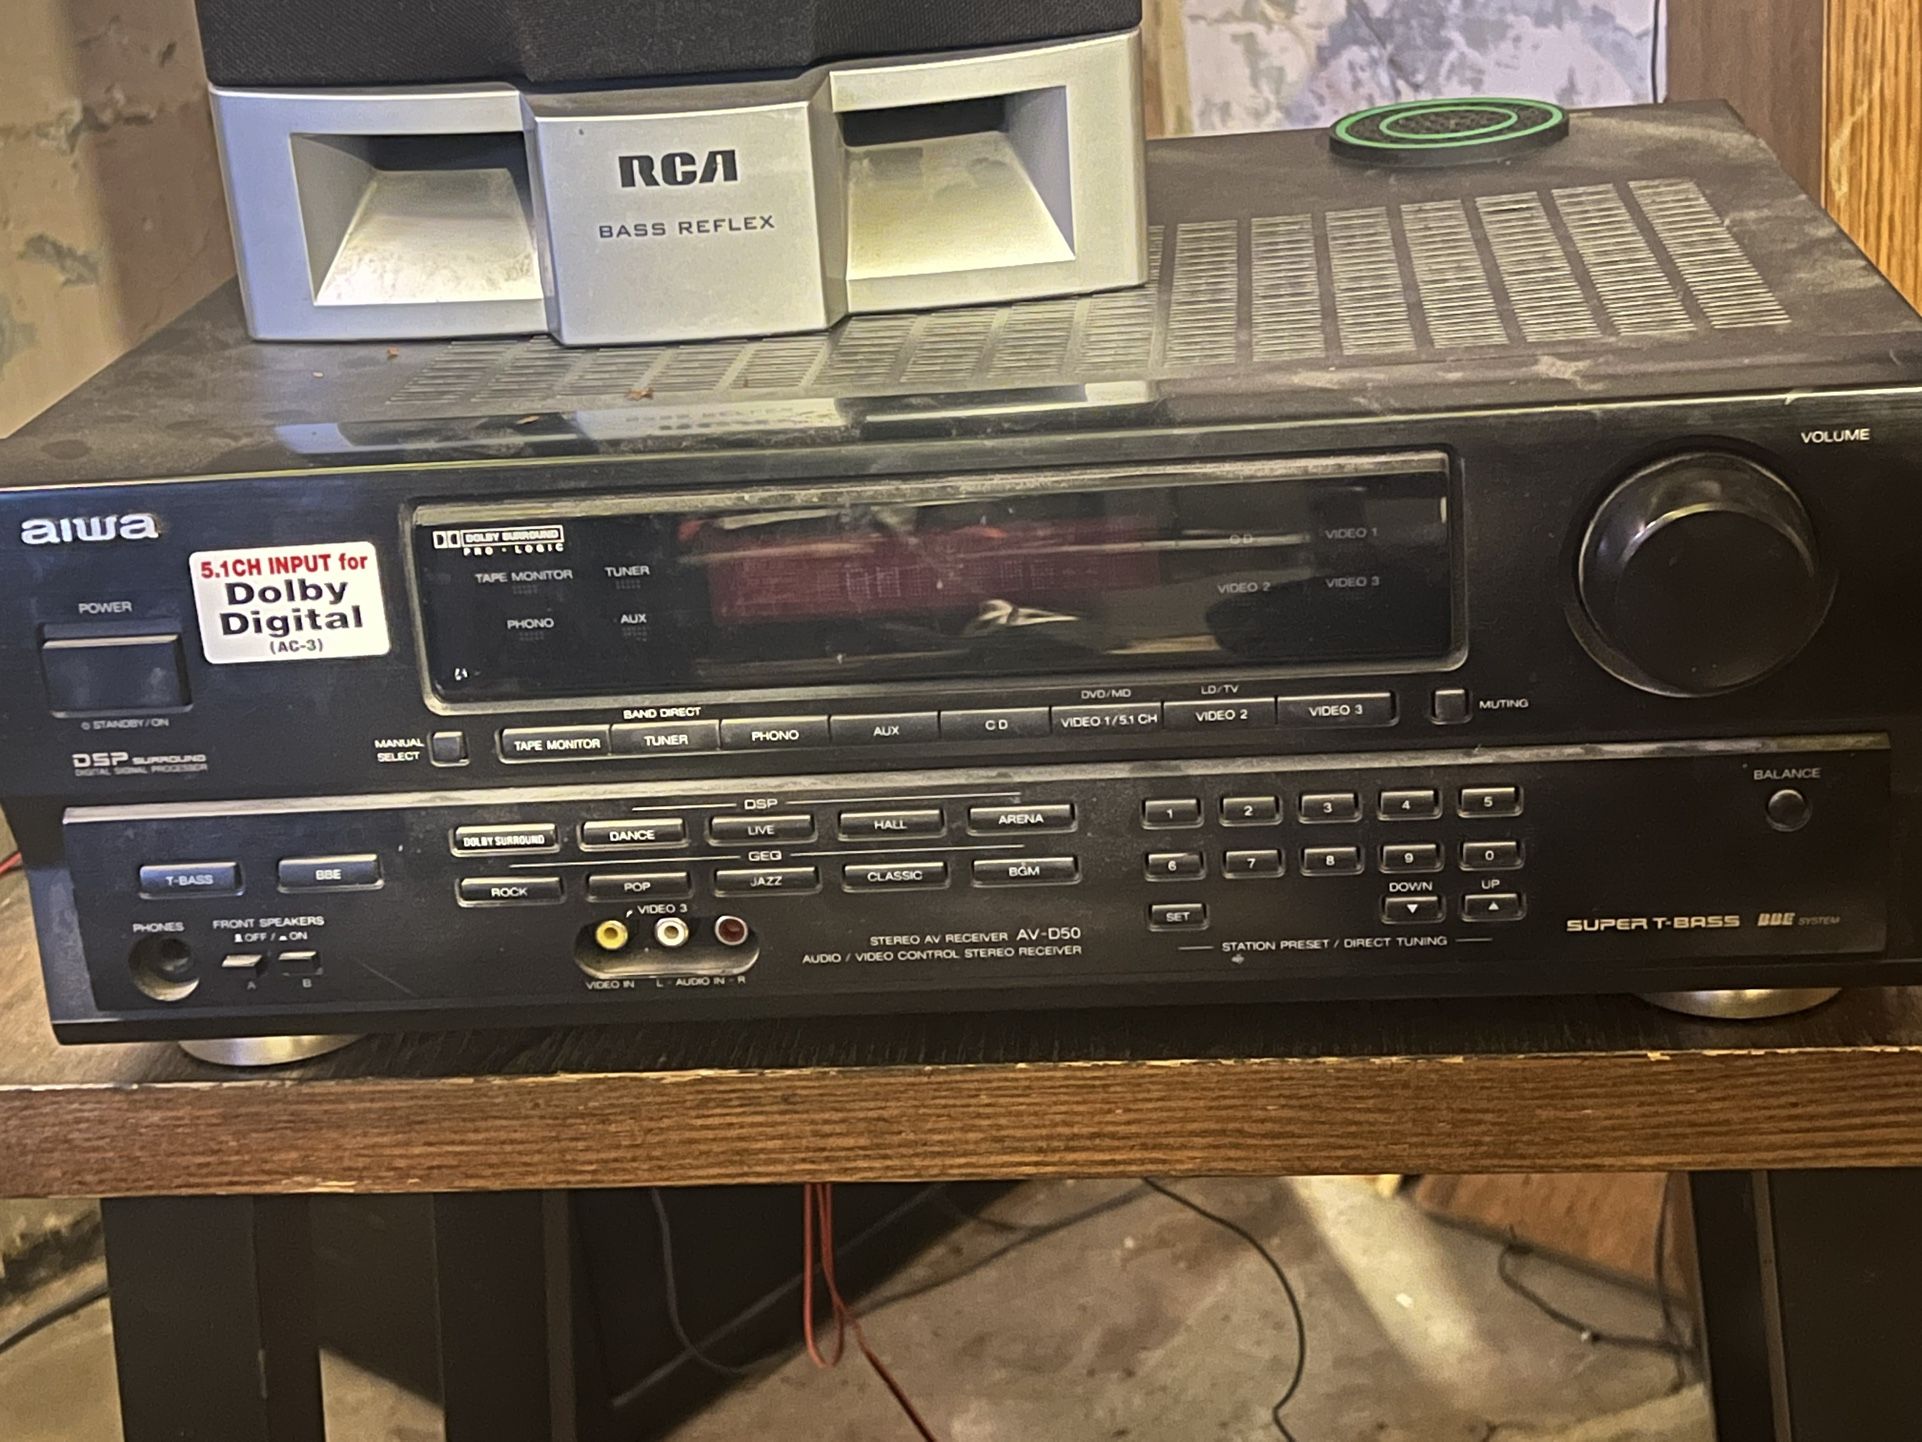 RCA
BASS REFLEX
VOLUME
aiwa
5.1CH INPUT for
Dolby
Digital
(AC-3)
DOLBY SURROUND
PRO · LOGIC
TAPE MONITOR TUNER
PHONO AUX
CD VIDEO 1
VIDEO 2 VIDEO 3
POWER
STANDBY/ON
DSP SURROUND
DIGITAL SIGNAL PROCESSOR
MANUAL
SELECT
BAND DIRECT
DVD/MD LD/TV
TAPE MONITOR TUNER PHONO AUX CD VIDEO 1/5.1 CH VIDEO 2 VIDEO 3
MUTING
BALANCE
DSP
DOLBY SURROUND DANCE LIVE HALL ARENA
GEQ
ROCK POP JAZZ CLASSIC BGM
T-BASS BBE
1 2 3 4 5
6 7 8 9 0
DOWN UP
SET ▼ ▲
STATION PRESET / DIRECT TUNING
PHONES
FRONT SPEAKERS
OFF / ON
A B
VIDEO 3
VIDEO IN L - AUDIO IN - R
STEREO AV RECEIVER AV-D50
AUDIO / VIDEO CONTROL STEREO RECEIVER
SUPER T-BASS BBE SYSTEM